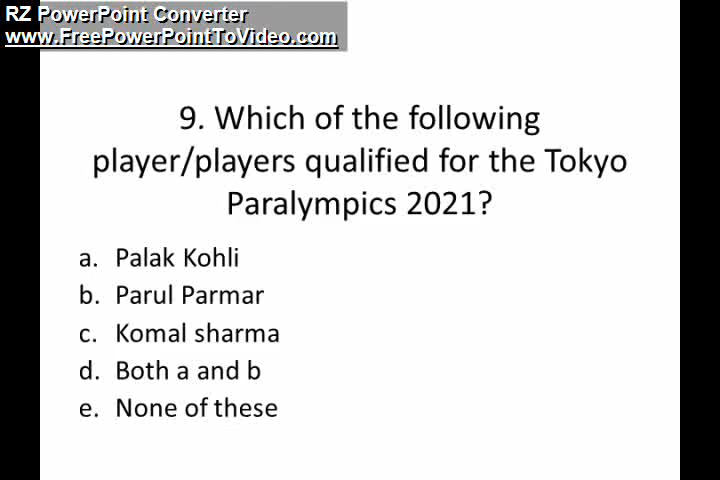 RZ PowerPoint Converter
www.FreePowerPointToVideo.com
9. Which of the following
player/players qualified for the Tokyo
Paralympics 2021?
a. Palak Kohli
b. Parul Parmar
c. Komal sharma
d. Both a and b
e. None of these